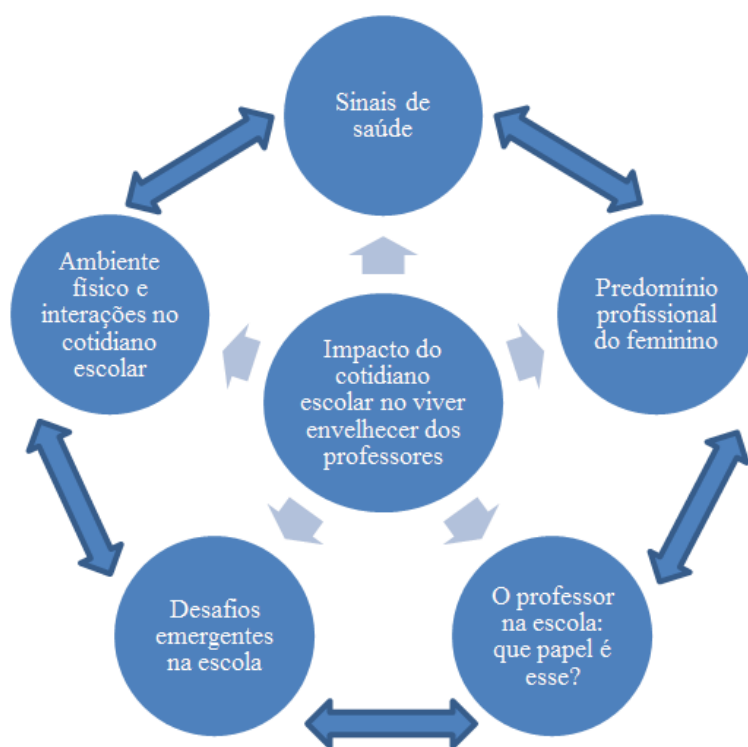 Sinais de
saúde
Ambiente
físico e
interações no
cotidiano
escolar
Predomínio
profissional
do feminino
Impacto do
cotidiano
escolar no viver
envelhecer dos
professores
Desafios
emergentes
na escola
O professor
na escola:
que papel é
esse?